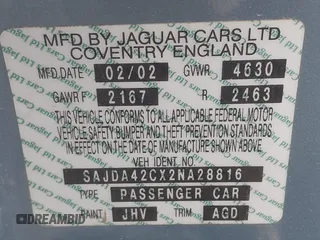 MFD BY JAGUAR CARS LTD
COVENTRY ENGLAND
MFD.DATE 02/02 GVWR 4630
GAWR F 2167 R 2463
THIS VEHICLE CONFORMS TO ALL APPLICABLE FEDERAL MOTOR
VEHICLE SAFETY BUMPER AND THEFT PREVENTION STANDARDS
IN EFFECT ON THE DATE OF MANUFACTURE SHOWN ABOVE
VEH IDENT NO
SAJDA42CX2NA28816
TYPE PASSENGER CAR
PAINT JHV TRIM AGD
DREAMBID